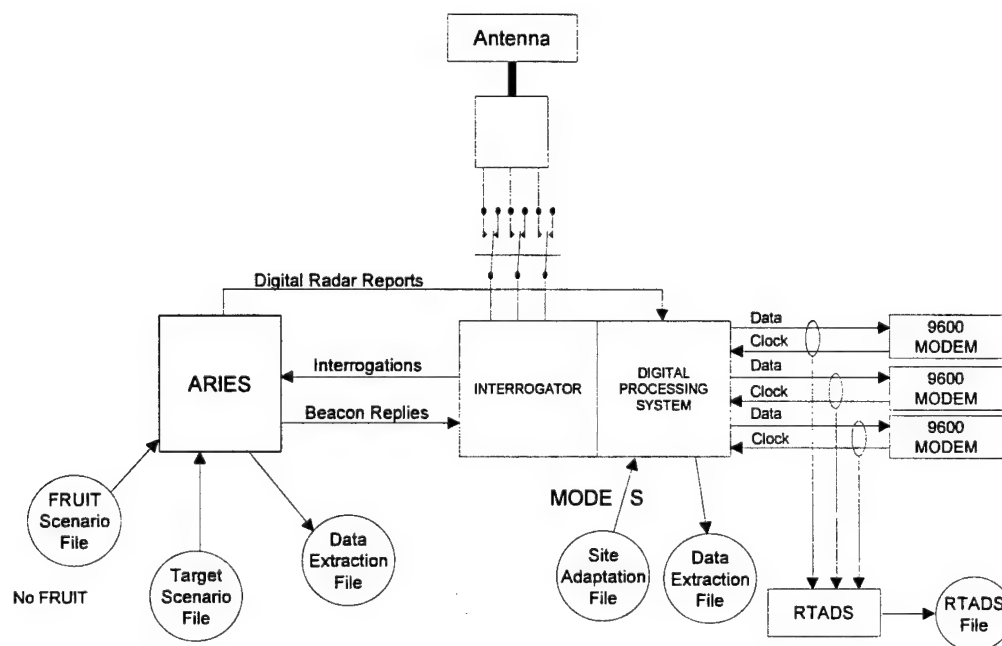 Antenna
Digital Radar Reports
ARIES
Interrogations
Beacon Replies
INTERROGATOR
DIGITAL
PROCESSING
SYSTEM
Data
Clock
Data
Clock
Data
Clock
9600
MODEM
9600
MODEM
9600
MODEM
MODE S
FRUIT
Scenario
File
No FRUIT
Target
Scenario
File
Data
Extraction
File
Site
Adaptation
File
Data
Extraction
File
RTADS
RTADS
File